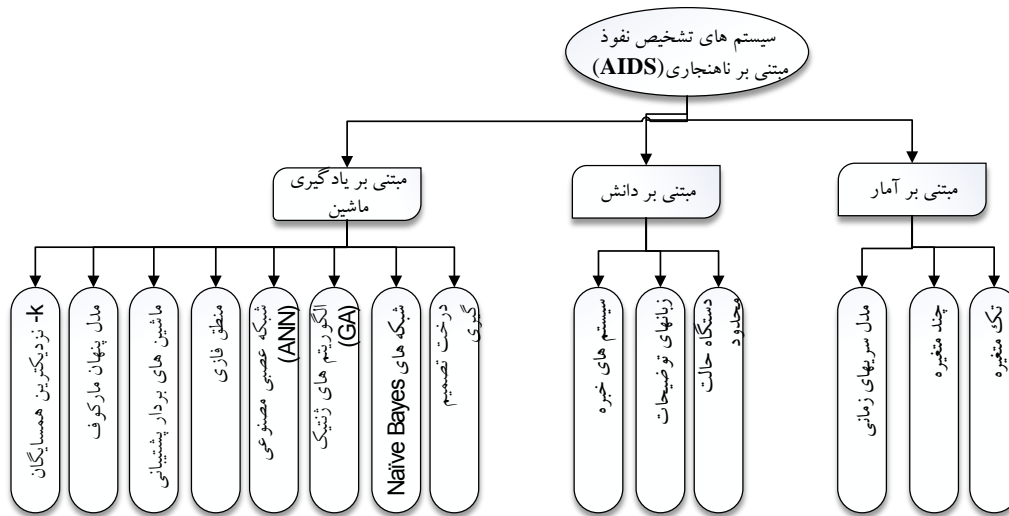 سیستم های تشخیص نفوذ
مبتنی بر ناهنجاری(AIDS)
مبتنی بر آمار
مبتنی بر دانش
مبتنی بر یادگیری
ماشین
تک متغیره
چند متغیره
مدل سریهای زمانی
دستگاه حالت
محدود
زبانهای توضیحات
سیستم های خبره
درخت تصمیم
گیری
شبکه های Naïve Bayes
الگوریتم های ژنتیک
(GA)
شبکه عصبی مصنوعی
(ANN)
منطق فازی
ماشین های بردار پشتیبانی
مدل پنهان مارکوف
k- نزدیکترین همسایگان